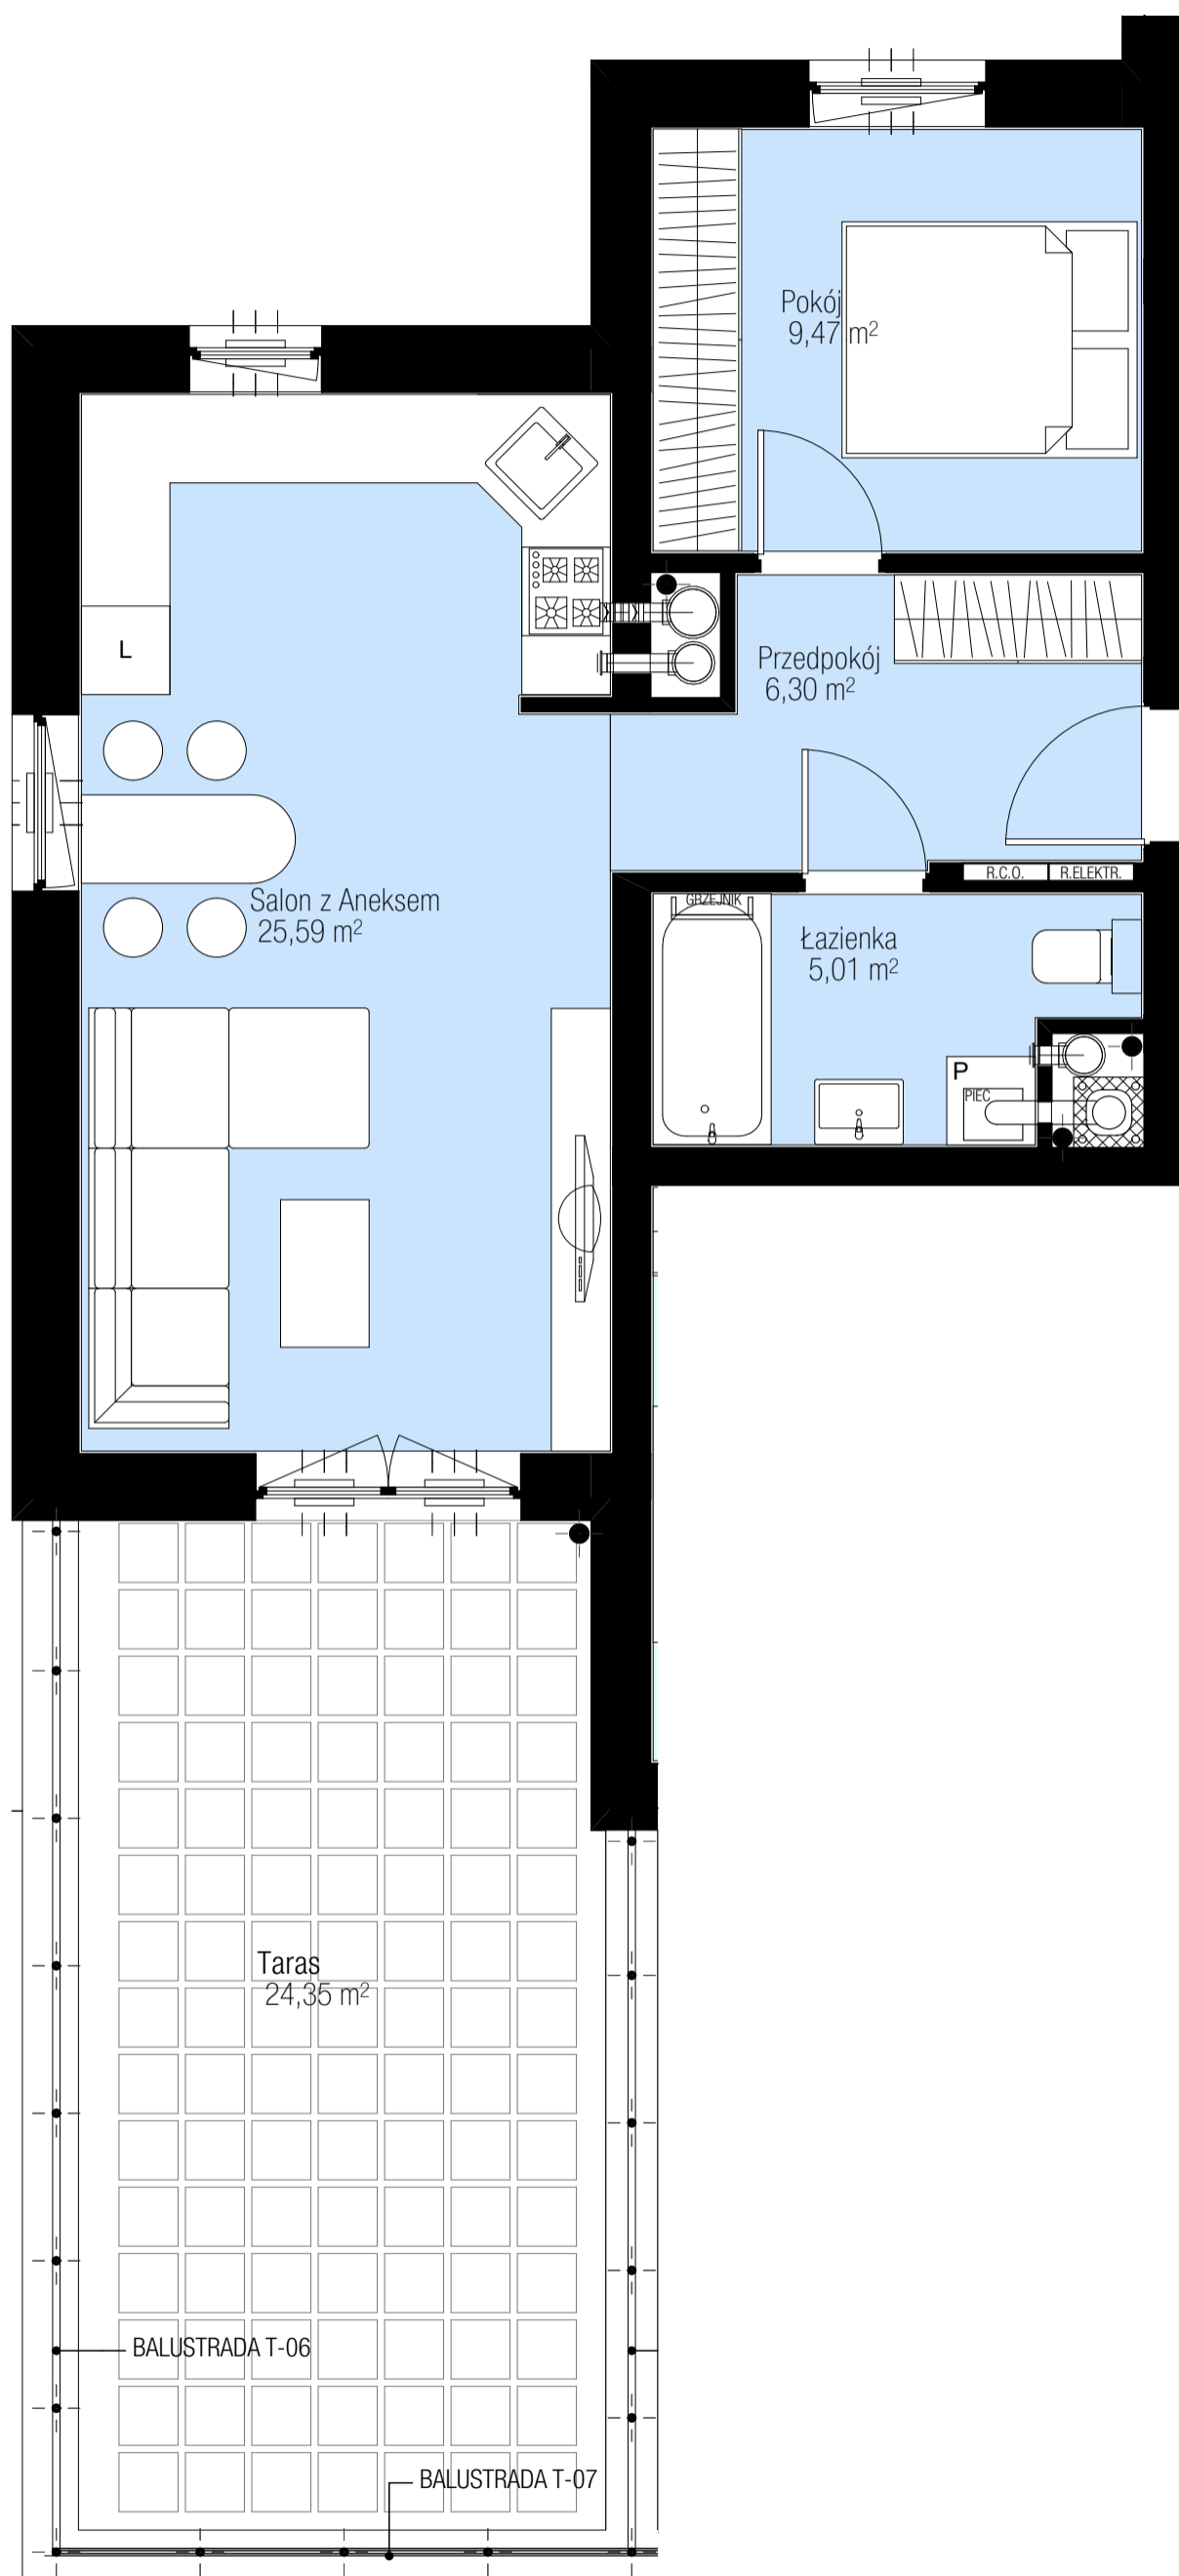 Pokój
9,47 m²
L
Przedpokój
6,30 m²
R.C.O.
R.ELEKTR.
GRZEJNIK
Salon z Aneksem
25,59 m²
Łazienka
5,01 m²
P
PIEC
Taras
24,35 m²
BALUSTRADA T-06
BALUSTRADA T-07